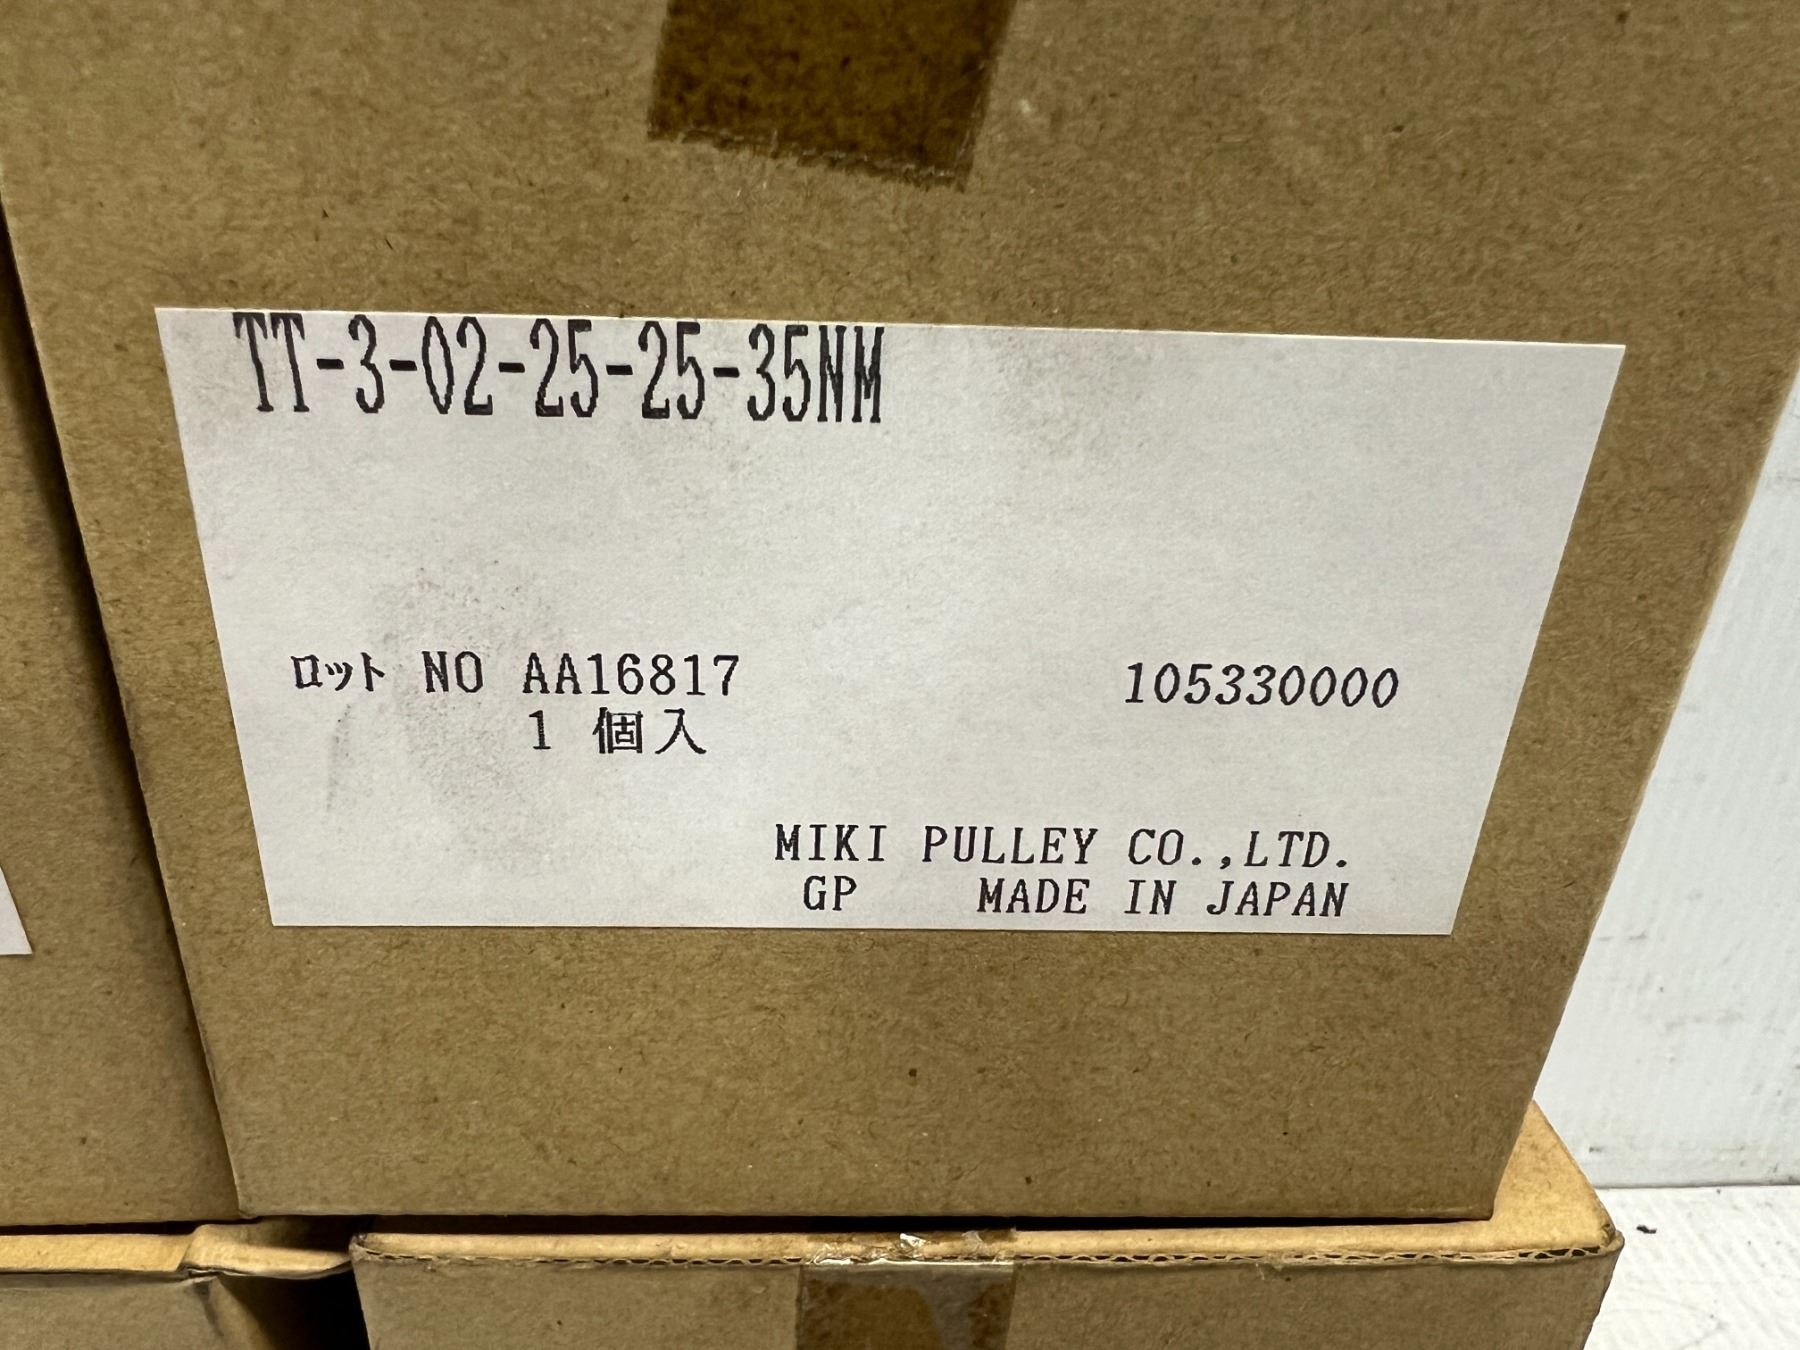 TT-3-02-25-25-35NM
ロット NO AA16817 105330000
1 個入
MIKI PULLEY CO.,LTD.
GP MADE IN JAPAN